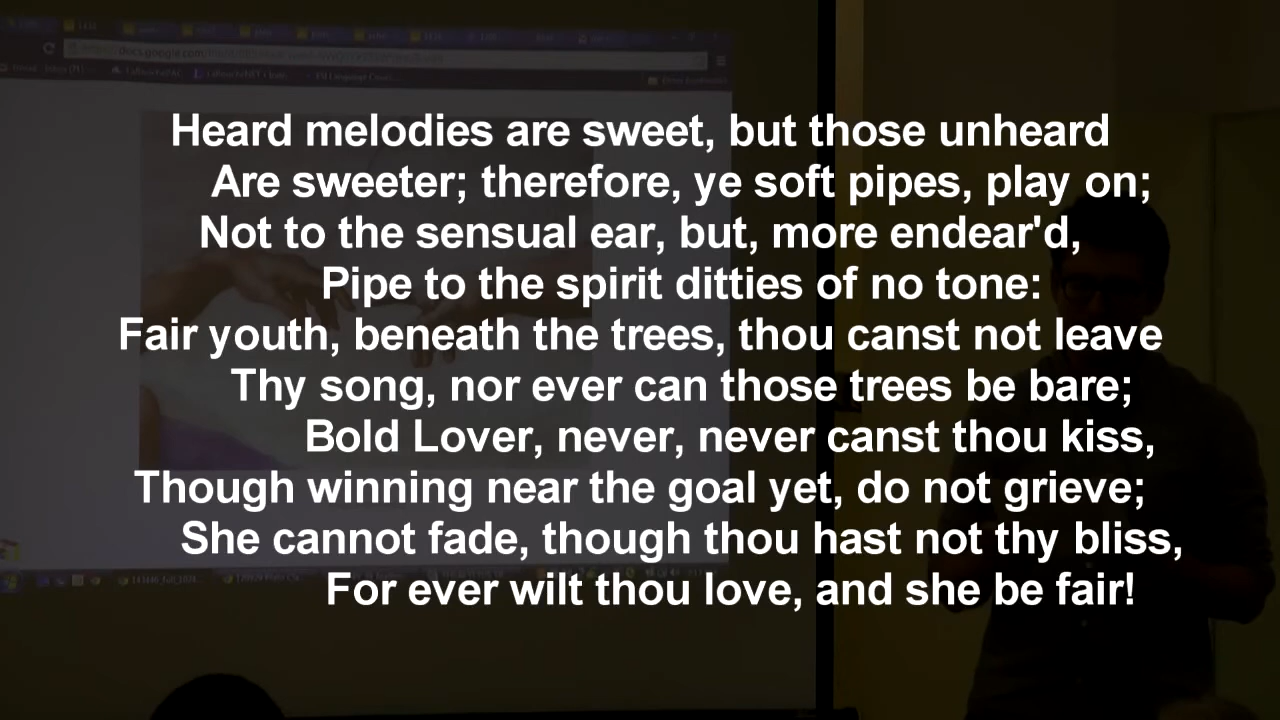 docs.google.com
Heard melodies are sweet, but those unheard
Are sweeter; therefore, ye soft pipes, play on;
Not to the sensual ear, but, more endear'd,
Pipe to the spirit ditties of no tone:
Fair youth, beneath the trees, thou canst not leave
Thy song, nor ever can those trees be bare;
Bold Lover, never, never canst thou kiss,
Though winning near the goal yet, do not grieve;
She cannot fade, though thou hast not thy bliss,
For ever wilt thou love, and she be fair!